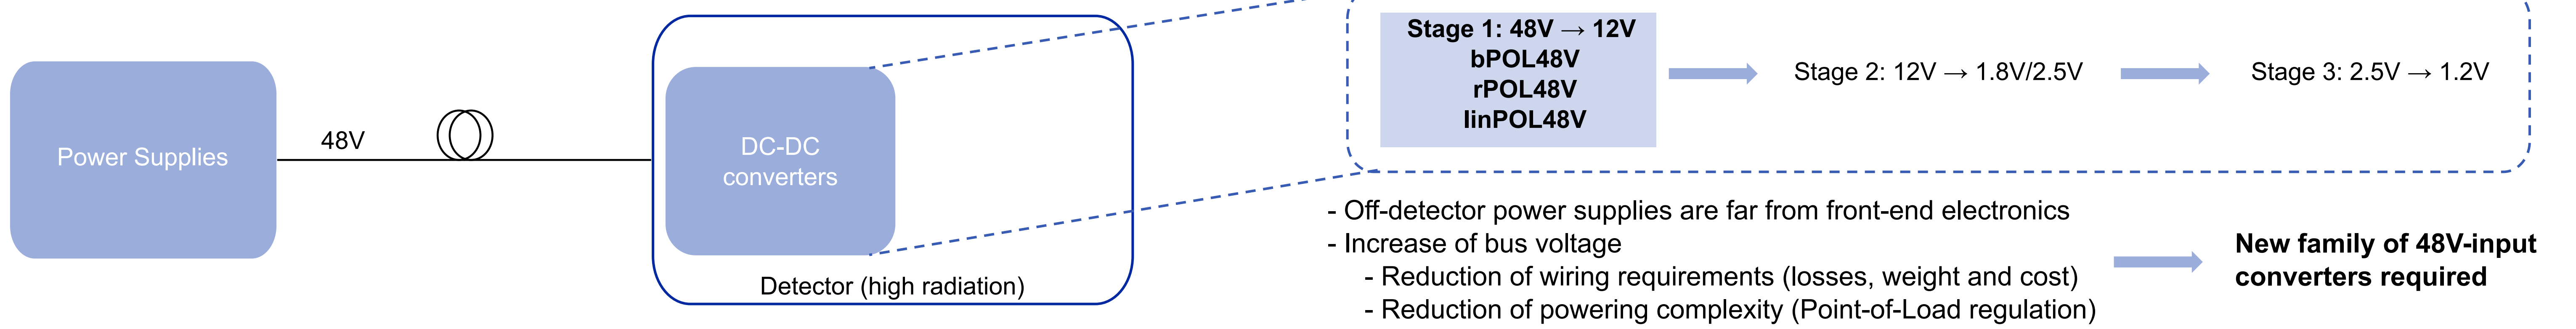 Power Supplies
48V
DC-DC
converters
Detector (high radiation)
Stage 1: 48V → 12V
bPOL48V
rPOL48V
linPOL48V
Stage 2: 12V → 1.8V/2.5V
Stage 3: 2.5V → 1.2V
- Off-detector power supplies are far from front-end electronics
- Increase of bus voltage
- Reduction of wiring requirements (losses, weight and cost)
- Reduction of powering complexity (Point-of-Load regulation)
New family of 48V-input
converters required